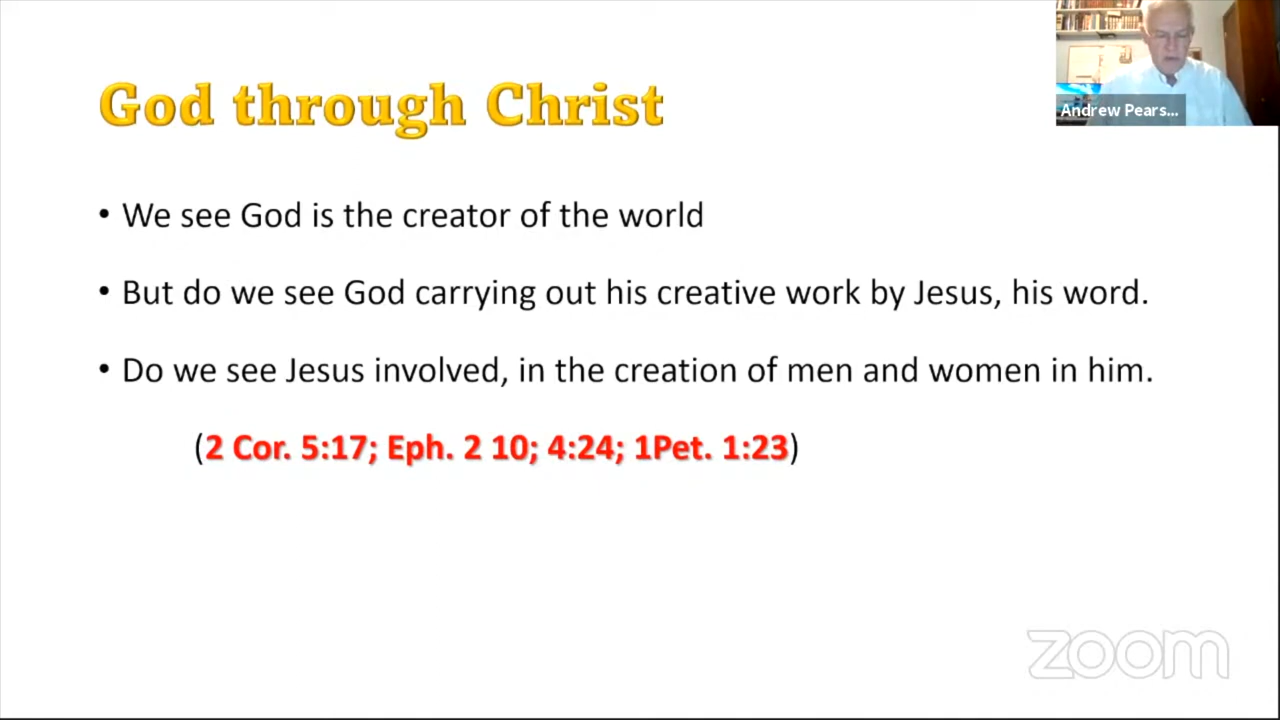 God through Christ
Andrew Pears...
• We see God is the creator of the world
• But do we see God carrying out his creative work by Jesus, his word.
• Do we see Jesus involved, in the creation of men and women in him.
(2 Cor. 5:17; Eph. 2 10; 4:24; 1Pet. 1:23)
zoom